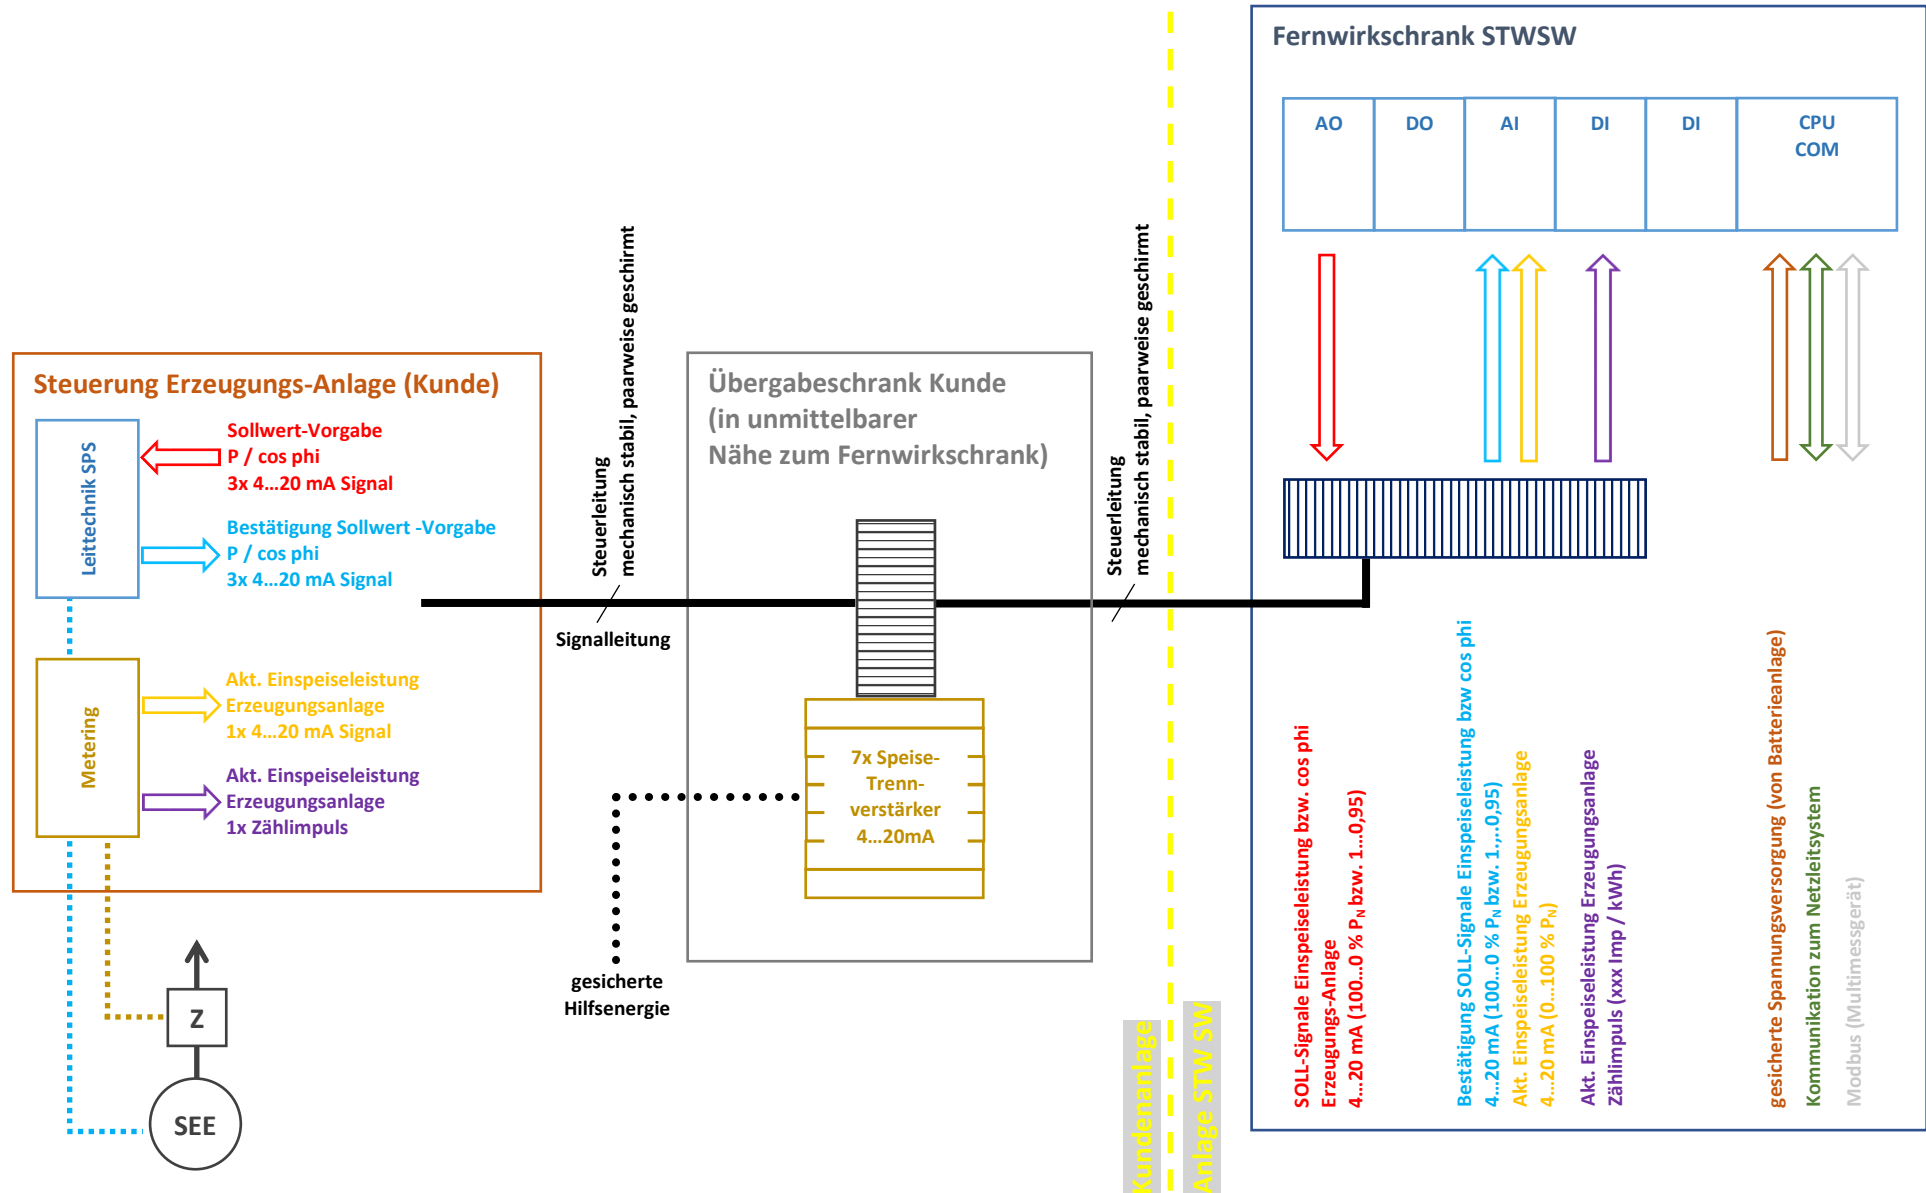 Fernwirkschrank STWSW
AO
DO
AI
DI
DI
CPU
COM
Steuerung Erzeugungs-Anlage (Kunde)
Leittechnik SPS
Sollwert-Vorgabe
P / cos phi
3x 4...20 mA Signal
Bestätigung Sollwert -Vorgabe
P / cos phi
3x 4...20 mA Signal
Metering
Akt. Einspeiseleistung
Erzeugungsanlage
1x 4...20 mA Signal
Akt. Einspeiseleistung
Erzeugungsanlage
1x Zählimpuls
Z
SEE
Steuerleitung
mechanisch stabil, paarweise geschirmt
Signalleitung
Übergabeschrank Kunde
(in unmittelbarer
Nähe zum Fernwirkschrank)
7x Speise-
Trenn-
verstärker
4...20mA
gesicherte
Hilfsenergie
Steuerleitung
mechanisch stabil, paarweise geschirmt
Kundenanlage
Anlage STW SW
SOLL-Signale Einspeiseleistung bzw. cos phi
Erzeugungs-Anlage
4...20 mA (100...0 % PN bzw. 1...0,95)
Bestätigung SOLL-Signale Einspeiseleistung bzw cos phi
4...20 mA (100...0 % PN bzw. 1.,..0,95)
Akt. Einspeiseleistung Erzeugungsanlage
4...20 mA (0...100 % PN)
Akt. Einspeiseleistung Erzeugungsanlage
Zählimpuls (xxx Imp / kWh)
gesicherte Spannungsversorgung (von Batterieanlage)
Kommunikation zum Netzleitsystem
Modbus (Multimessgerät)